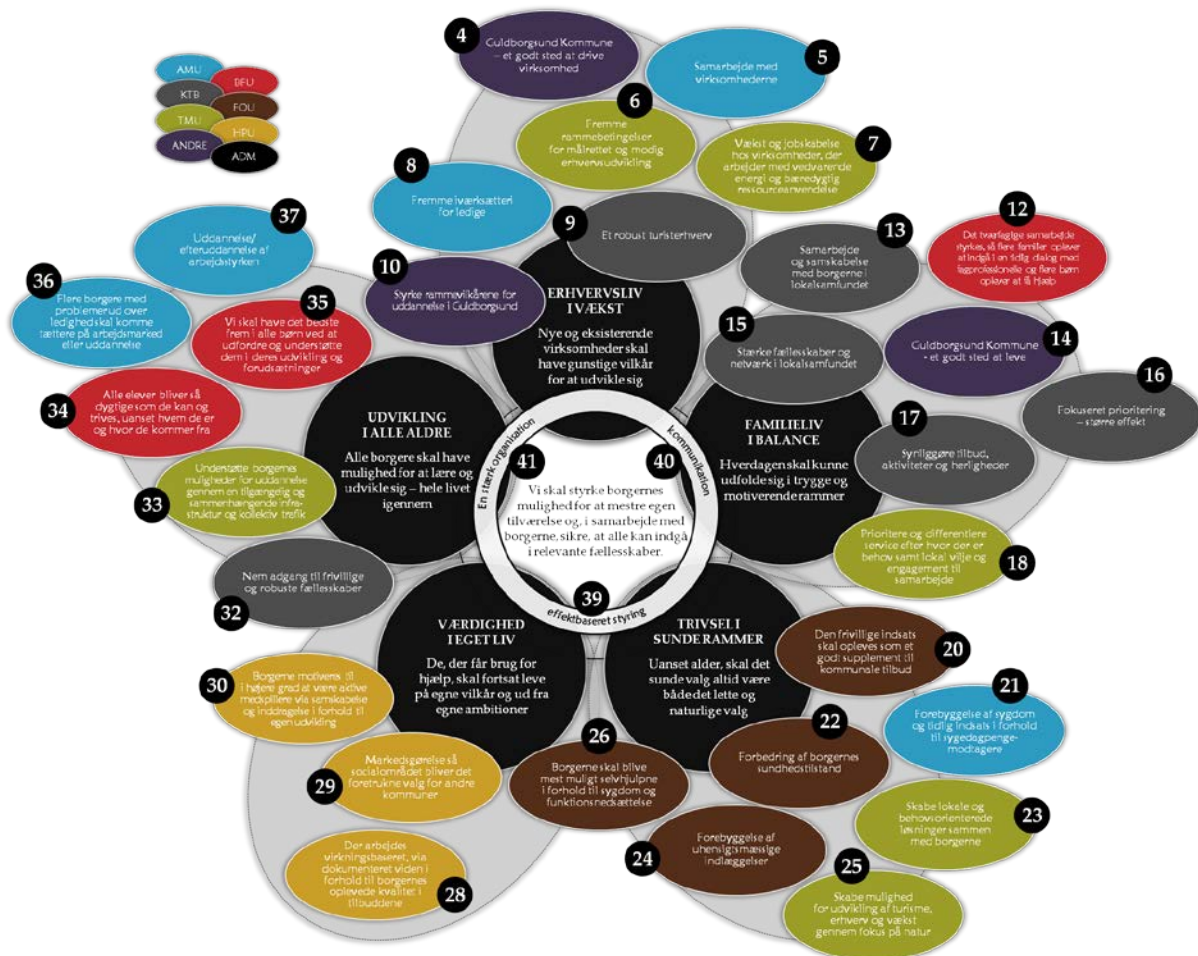 AMU
BFU
KTB
FOU
TMU
HPU
ANDRE
ADM
4
Guldborgsund Kommune
– et godt sted at drive
virksomhed
5
Samarbejde med
virksomhederne
6
Fremme
rammebetingelser
for målrettet og modig
erhvervsudvikling
7
Vækst og jobskabelse
hos virksomheder, der
arbejder med vedvarende
energi og bæredygtig
ressourceanvendelse
8
Fremme iværksætteri
for ledige
9
Et robust turisterhverv
10
Styrke rammevilkårene for
uddannelse i Guldborgsund
ERHVERVSLIV
I VÆKST
Nye og eksisterende
virksomheder skal
have gunstige vilkår
for at udvikle sig
12
Det tværfaglige samarbejde
styrkes, så flere familier oplever
at indgå i en tidlig dialog med
fagprofessionelle og flere børn
oplever at få hjælp
13
Samarbejde
og samskabelse
med borgerne i
lokalsamfundet
14
Guldborgsund Kommune
- et godt sted at leve
15
Stærke fællesskaber og
netværk i lokalsamfundet
16
Fokuseret prioritering
– større effekt
17
Synliggøre tilbud,
aktiviteter og herligheder
18
Prioritere og differentiere
service efter hvor der er
behov samt lokal vilje og
engagement til
samarbejde
FAMILIELIV
I BALANCE
Hverdagen skal kunne
udfolde sig i trygge og
motiverende rammer
37
Uddannelse/
efteruddannelse af
arbejdstyrken
36
Flere borgere med
problemer ud over
ledighed skal komme
tættere på arbejdsmarked
eller uddannelse
35
Vi skal have det bedste
frem i alle børn ved at
udfordre og understøtte
dem i deres udvikling og
forudsætninger
34
Alle elever bliver så
dygtige som de kan og
trives, uanset hvem de er
og hvor de kommer fra
33
Understøtte borgernes
muligheder for uddannelse
gennem en tilgængelig og
sammenhængende infra-
struktur og kollektiv trafik
32
Nem adgang til frivillige
og robuste fællesskaber
UDVIKLING
I ALLE ALDRE
Alle borgere skal have
mulighed for at lære og
udvikle sig – hele livet
igennem
En stærk organisation
41
kommunikation
40
Vi skal styrke borgernes
mulighed for at mestre egen
tilværelse og, i samarbejde med
borgerne, sikre, at alle kan indgå
i relevante fællesskaber.
39
effektbaseret styring
VÆRDIGHED
I EGET LIV
De, der får brug for
hjælp, skal fortsat leve
på egne vilkår og ud fra
egne ambitioner
30
Borgerne motiveres til
i højere grad at være aktive
medspillere via samskabelse
og inddragelse i forhold til
egen udvikling
29
Markedsgørelse så
socialområdet bliver det
foretrukne valg for andre
kommuner
28
Der arbejdes
virkningsbaseret, via
dokumenteret viden i
forhold til borgernes
oplevede kvalitet i
tilbuddene
TRIVSEL I
SUNDE RAMMER
Uanset alder, skal det
sunde valg altid være
både det lette og
naturlige valg
20
Den frivillige indsats
skal opleves som et
godt supplement til
kommunale tilbud
21
Forebyggelse af sygdom
og tidlig indsats i forhold
til sygedagpenge-
modtagere
22
Forbedring af borgernes
sundhedstilstand
23
Skabe lokale og
behovsorienterede
løsninger sammen
med borgerne
24
Forebyggelse af
uhensigtsmæssige
indlæggelser
25
Skabe mulighed
for udvikling af turisme,
erhverv og vækst
gennem fokus på natur
26
Borgerne skal blive
mest muligt selvhjulpne
i forhold til sygdom og
funktionsnedsættelse